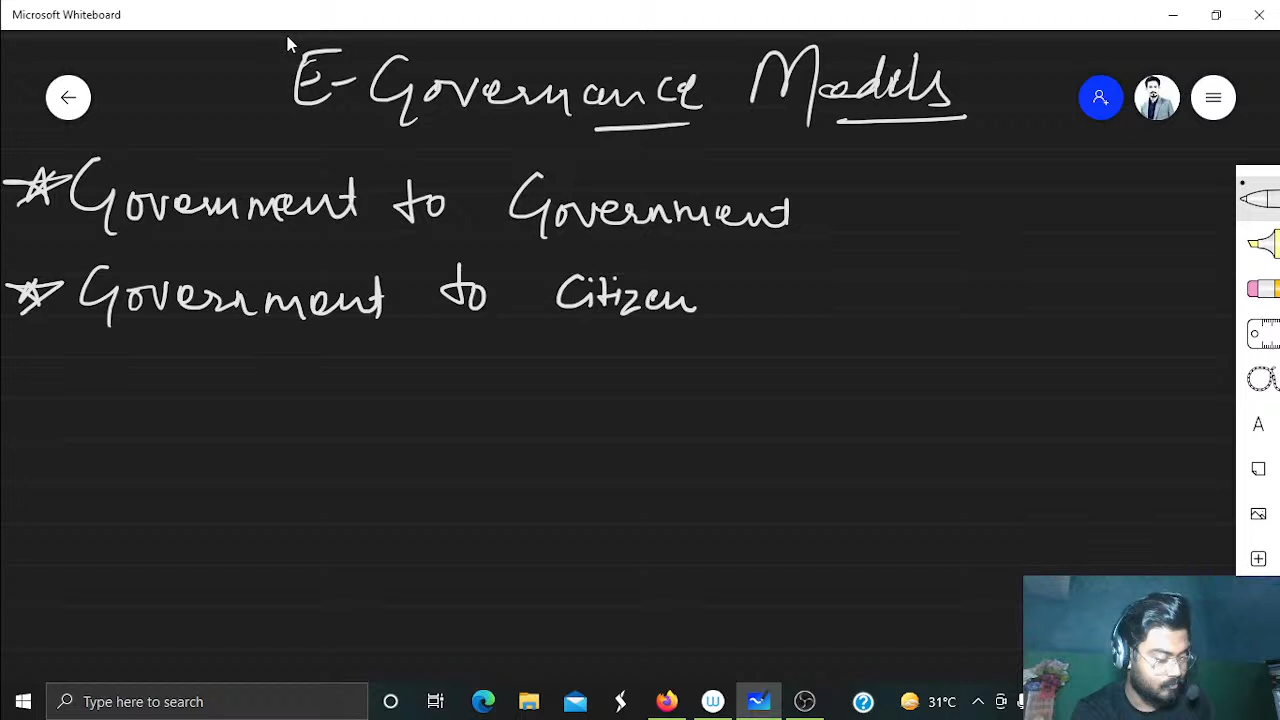 Microsoft Whiteboard
E-Governance Models
Government to Government
Government to Citizen
A
Type here to search
31°C